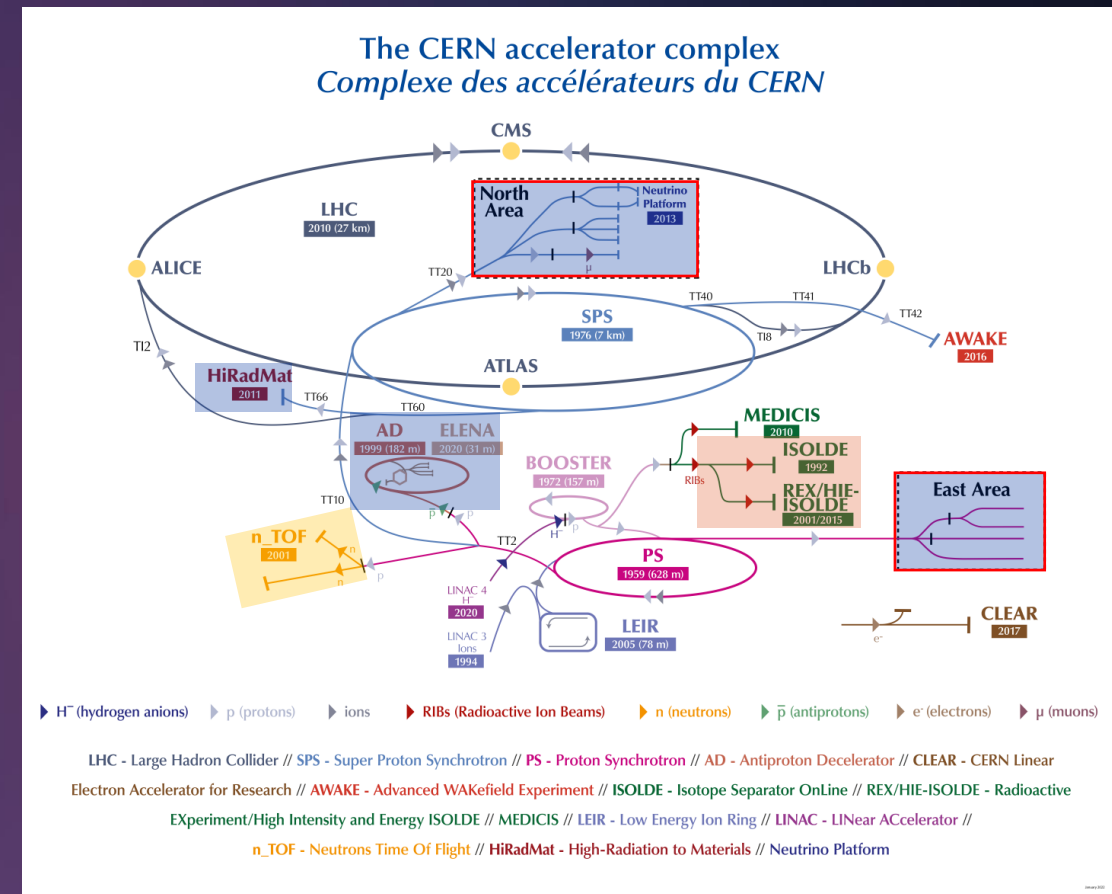 The CERN accelerator complex
Complexe des accélérateurs du CERN
CMS
North
Area
Neutrino
Platform
2013
μ
LHC
2010 (27 km)
ALICE
LHCb
TT20
TT40
TT41
TT42
SPS
1976 (7 km)
TI8
AWAKE
2016
TI2
ATLAS
HiRadMat
2011
TT66
TT60
AD
1999 (182 m)
ELENA
2020 (31 m)
MEDICIS
2010
BOOSTER
1972 (157 m)
ISOLDE
1992
RIBs
REX/HIE-
ISOLDE
2001/2015
East Area
TT10
p̅
p
H⁻
p
n_TOF
2001
n
n
p
TT2
PS
1959 (628 m)
LINAC 4
H⁻
2020
LINAC 3
Ions
1994
LEIR
2005 (78 m)
CLEAR
2017
e⁻
H⁻ (hydrogen anions)
p (protons)
ions
RIBs (Radioactive Ion Beams)
n (neutrons)
p̅ (antiprotons)
e⁻ (electrons)
μ (muons)
LHC - Large Hadron Collider // SPS - Super Proton Synchrotron // PS - Proton Synchrotron // AD - Antiproton Decelerator // CLEAR - CERN Linear
Electron Accelerator for Research // AWAKE - Advanced WAKefield Experiment // ISOLDE - Isotope Separator OnLine // REX/HIE-ISOLDE - Radioactive
EXperiment/High Intensity and Energy ISOLDE // MEDICIS // LEIR - Low Energy Ion Ring // LINAC - LINear ACcelerator //
n_TOF - Neutrons Time Of Flight // HiRadMat - High-Radiation to Materials // Neutrino Platform